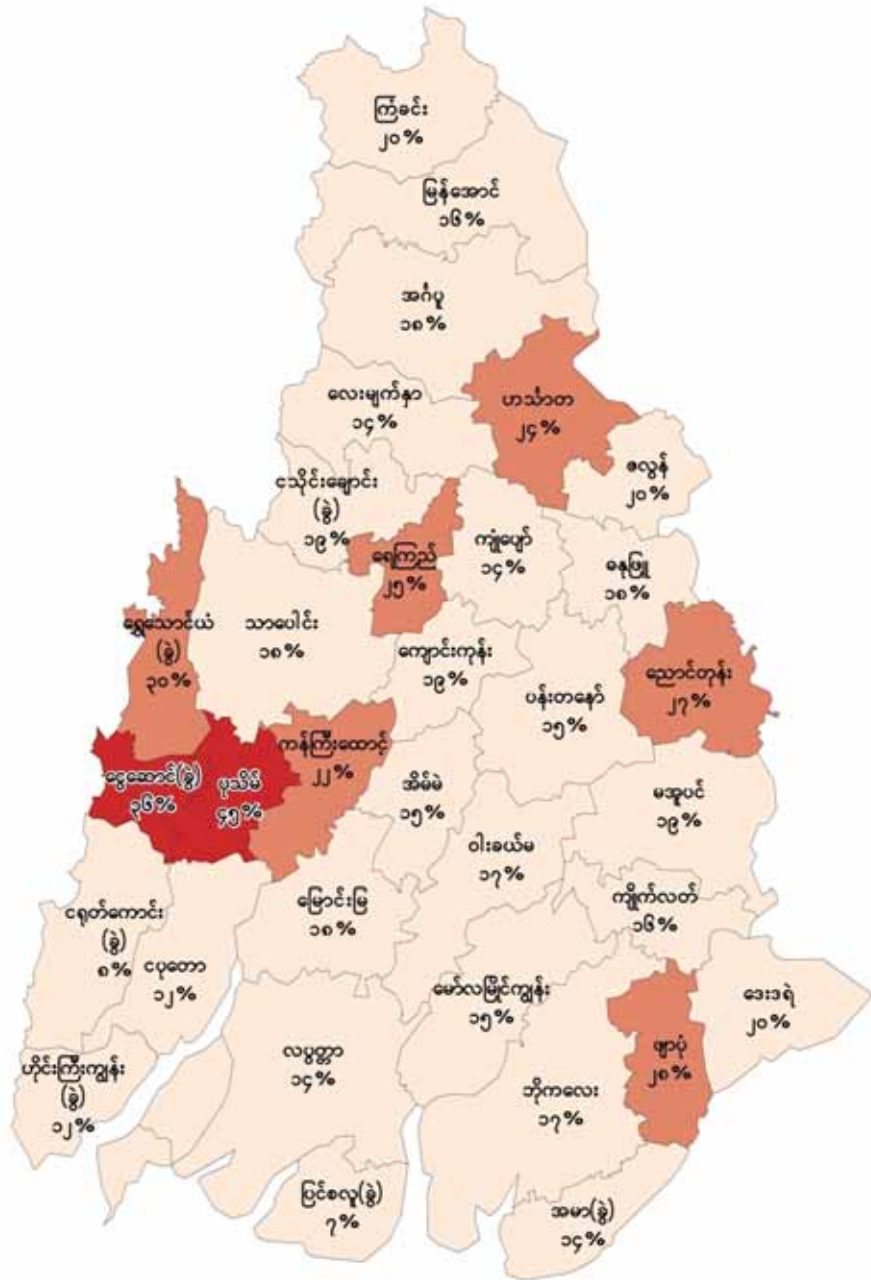 ကြံခင်း
၂၀%
မြန်အောင်
၁၆%
အင်္ဂပူ
၁၈%
လေးမျက်နှာ
၁၄%
ဟင်္သာတ
၂၄%
ဇလွန်
၂၀%
ငသိုင်းချောင်း
(ခွဲ)
၁၉%
ရေကြည်
၂၅%
ကျုံပျော်
၁၄%
ဓနုဖြူ
၁၈%
ရွှေသောင်ယံ
(ခွဲ)
၃၀%
သာပေါင်း
၁၈%
ကျောင်းကုန်း
၁၉%
ပန်းတနော်
၁၅%
ညောင်တုန်း
၂၇%
ငွေဆောင်(ခွဲ)
၃၆%
ပုသိမ်
၄၅%
ကန်ကြီးထောင့်
၂၂%
အိမ်မဲ
၁၅%
မအူပင်
၁၉%
ဝါးခယ်မ
၁၇%
ကျိုက်လတ်
၁၆%
မြောင်းမြ
၁၈%
ငရုတ်ကောင်း
(ခွဲ)
၈%
ငပုတော
၁၂%
မော်လမြိုင်ကျွန်း
၁၅%
ဒေးဒရဲ
၂၀%
ဟိုင်းကြီးကျွန်း
(ခွဲ)
၁၂%
လပွတ္တာ
၁၄%
ဘိုကလေး
၁၇%
ဖျာပုံ
၂၈%
ပြင်စလူ(ခွဲ)
၇%
အမာ(ခွဲ)
၁၄%